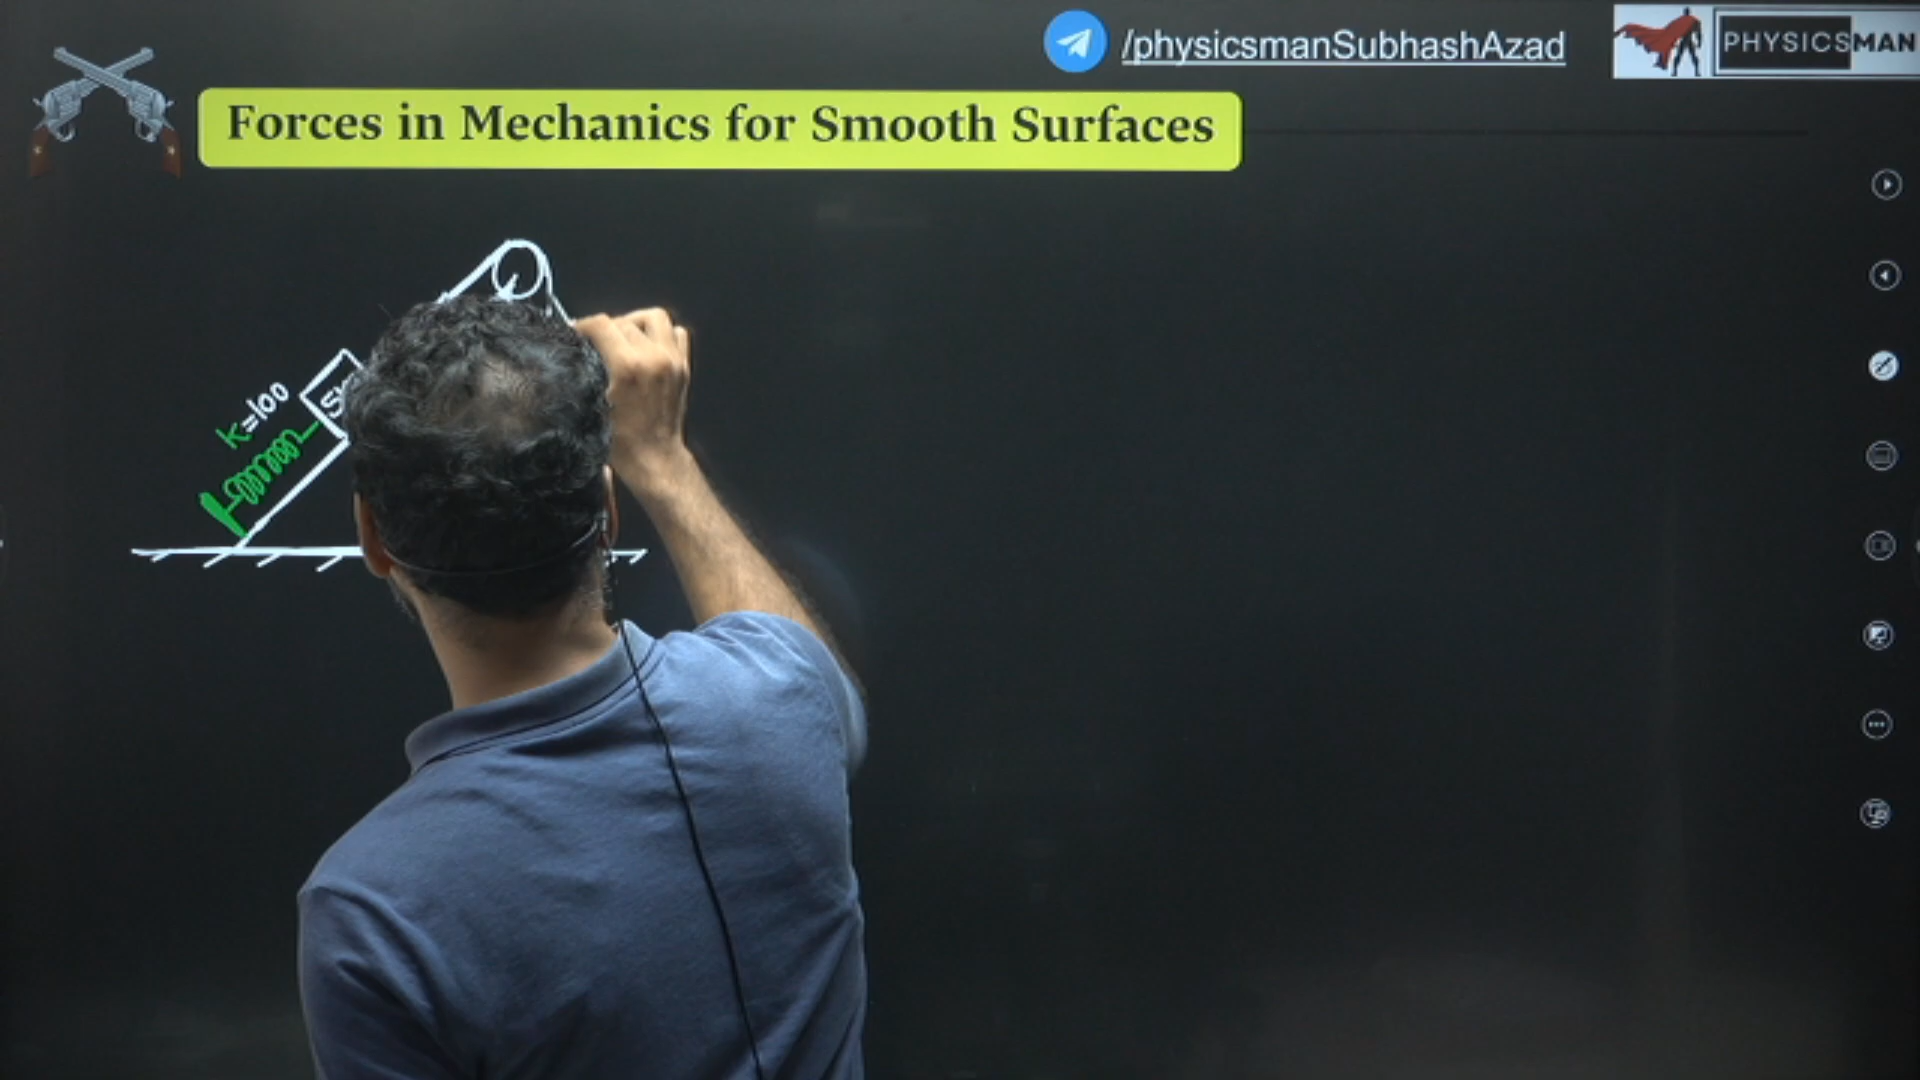 /physicsmanSubhashAzad
PHYSICSMAN
Forces in Mechanics for Smooth Surfaces
k=100